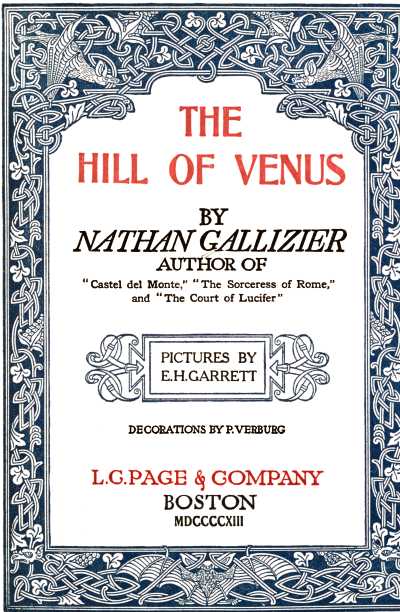 THE
HILL OF VENUS
BY
NATHAN GALLIZIER
AUTHOR OF
"Castel del Monte," "The Sorceress of Rome,"
and "The Court of Lucifer"
PICTURES BY
E.H.GARRETT
DECORATIONS BY P.VERBURG
L.C.PAGE & COMPANY
BOSTON
MDCCCCXIII